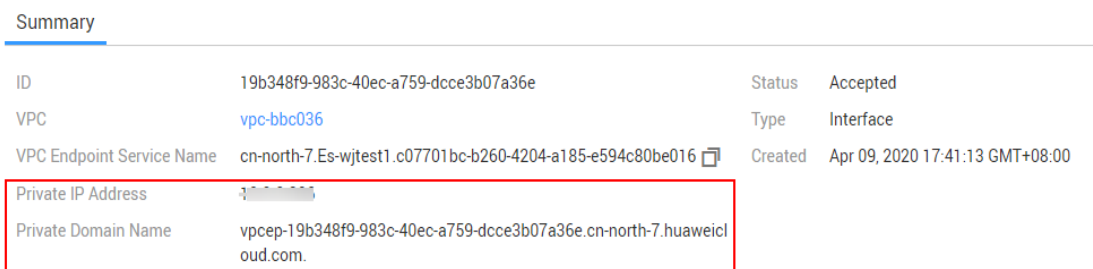 Summary
ID 19b348f9-983c-40ec-a759-dcce3b07a36e Status Accepted
VPC vpc-bbc036 Type Interface
VPC Endpoint Service Name cn-north-7.Es-wjtest1.c07701bc-b260-4204-a185-e594c80be016 Created Apr 09, 2020 17:41:13 GMT+08:00
Private IP Address
Private Domain Name vpcep-19b348f9-983c-40ec-a759-dcce3b07a36e.cn-north-7.huaweicl
oud.com.